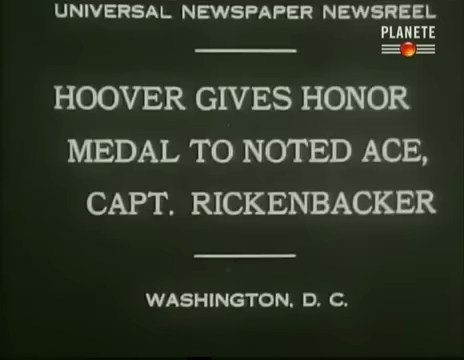 UNIVERSAL NEWSPAPER NEWSREEL
PLANETE
HOOVER GIVES HONOR
MEDAL TO NOTED ACE,
CAPT. RICKENBACKER
WASHINGTON, D. C.